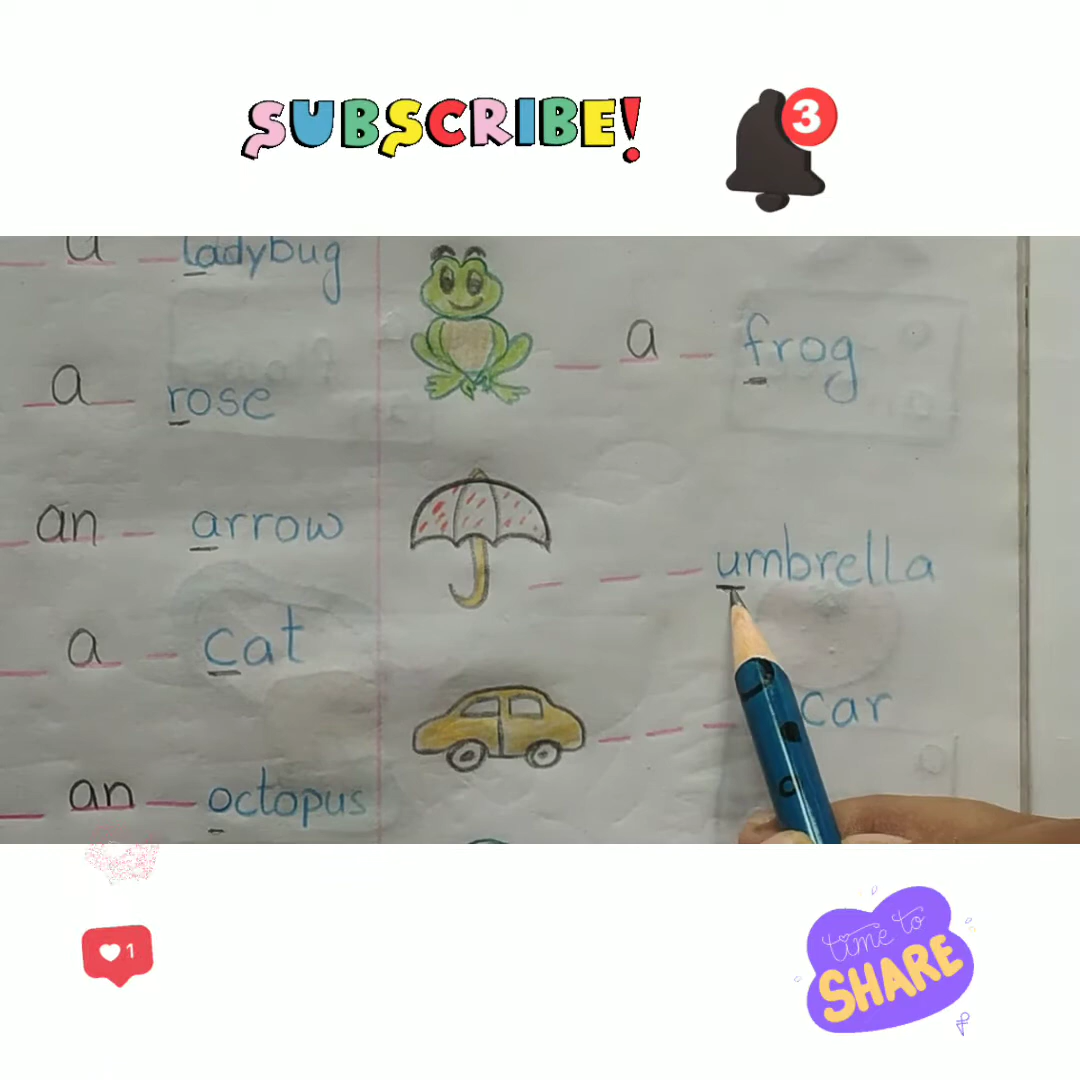 SUBSCRIBE!
3
a ladybug
a frog
a rose
an arrow
umbrella
a cat
car
an octopus
1
time to
SHARE